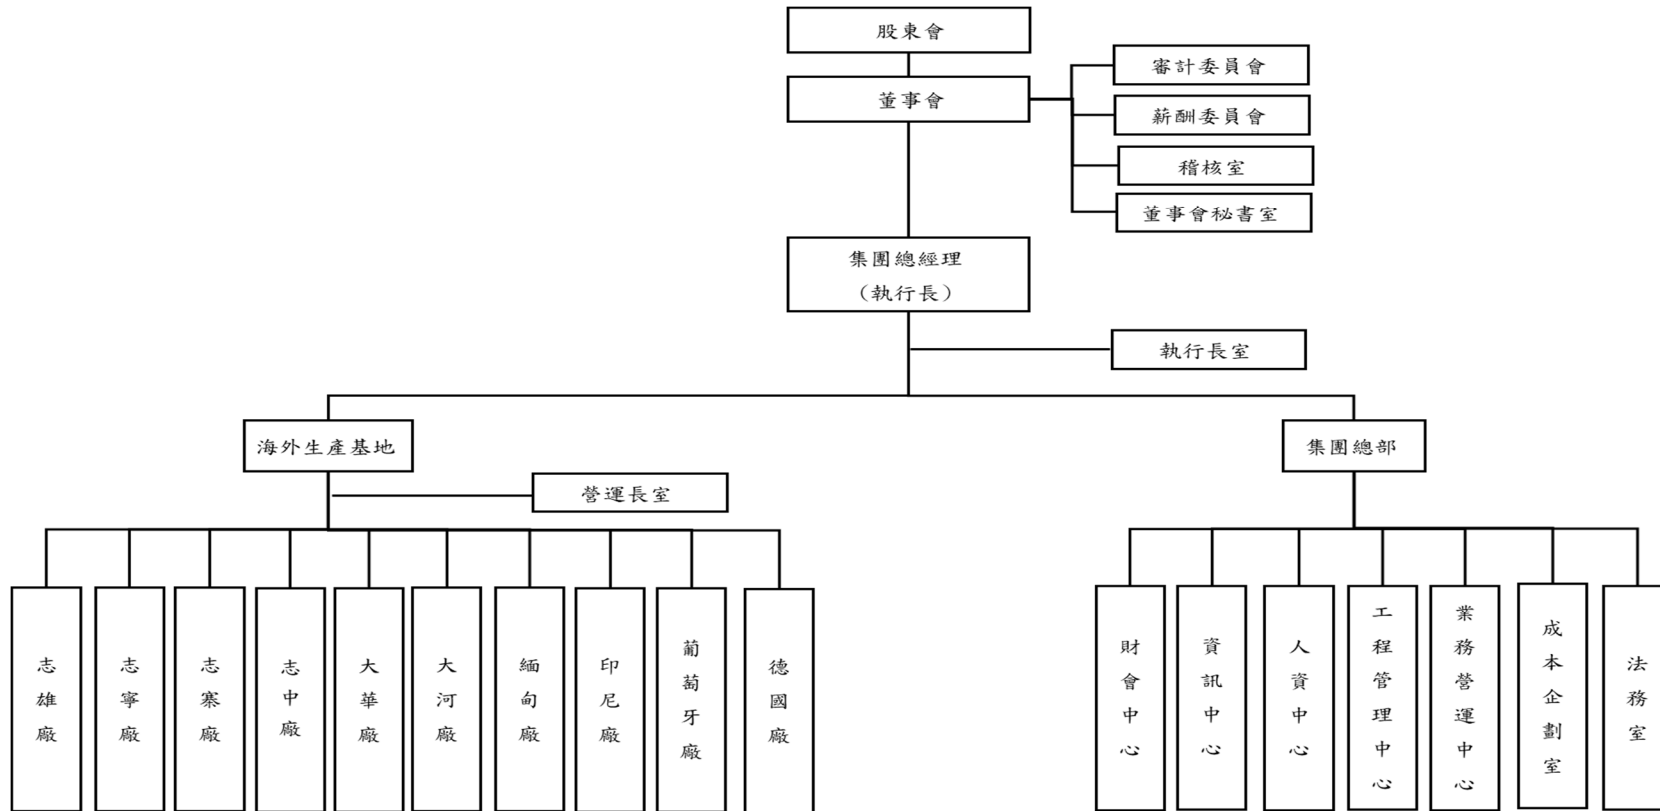 股東會
董事會
審計委員會
薪酬委員會
稽核室
董事會秘書室
集團總經理
（執行長）
執行長室
海外生產基地
集團總部
營運長室
志雄廠
志寧廠
志寨廠
志中廠
大華廠
大河廠
緬甸廠
印尼廠
葡萄牙廠
德國廠
財會中心
資訊中心
人資中心
工程管理中心
業務營運中心
成本企劃室
法務室